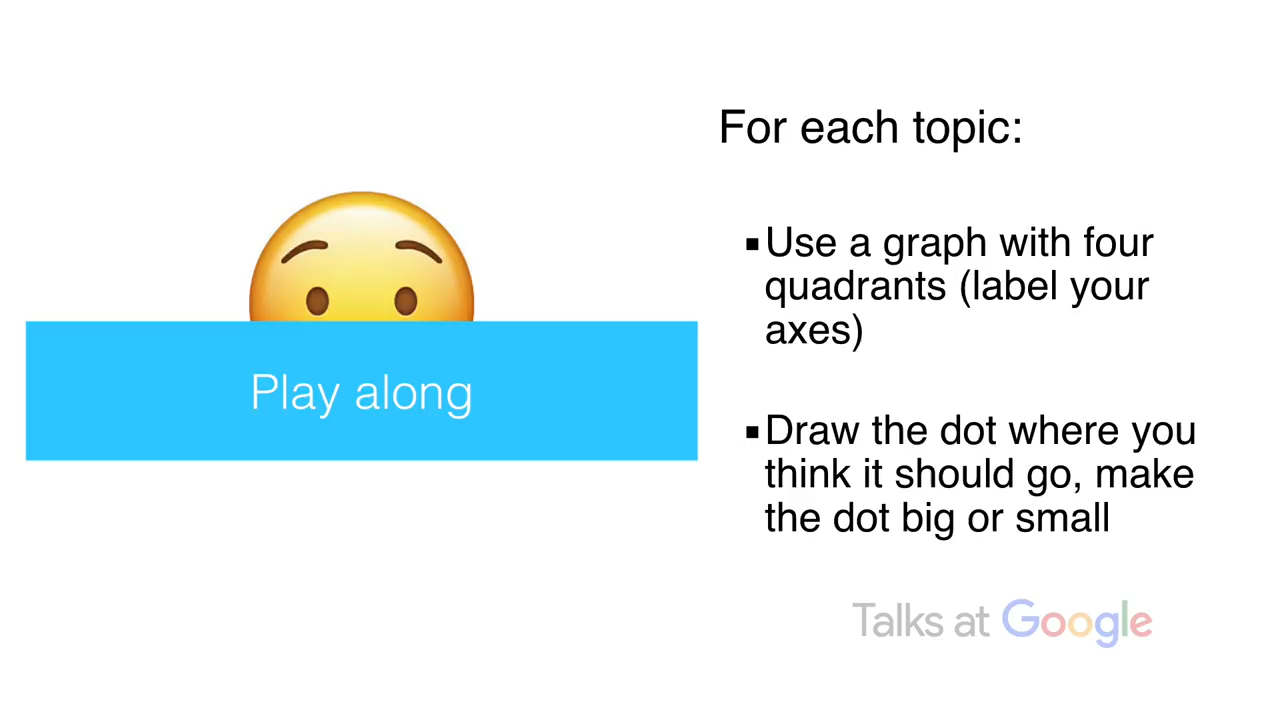 For each topic:
▪Use a graph with four
quadrants (label your
axes)
Play along
▪Draw the dot where you
think it should go, make
the dot big or small
Talks at Google